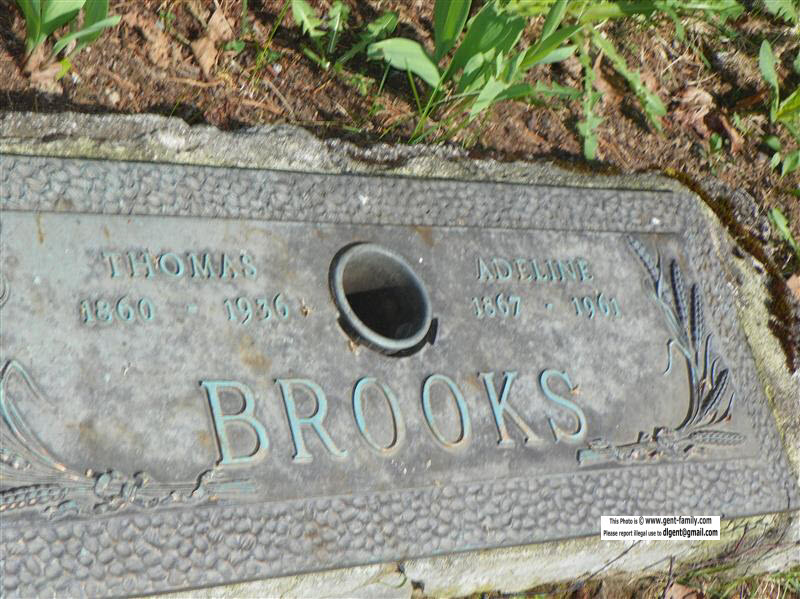 THOMAS
1860 - 1936
ADELINE
1867 - 1961
BROOKS
This Photo is © www.gent-family.com
Please report illegal use to dlgent@gmail.com